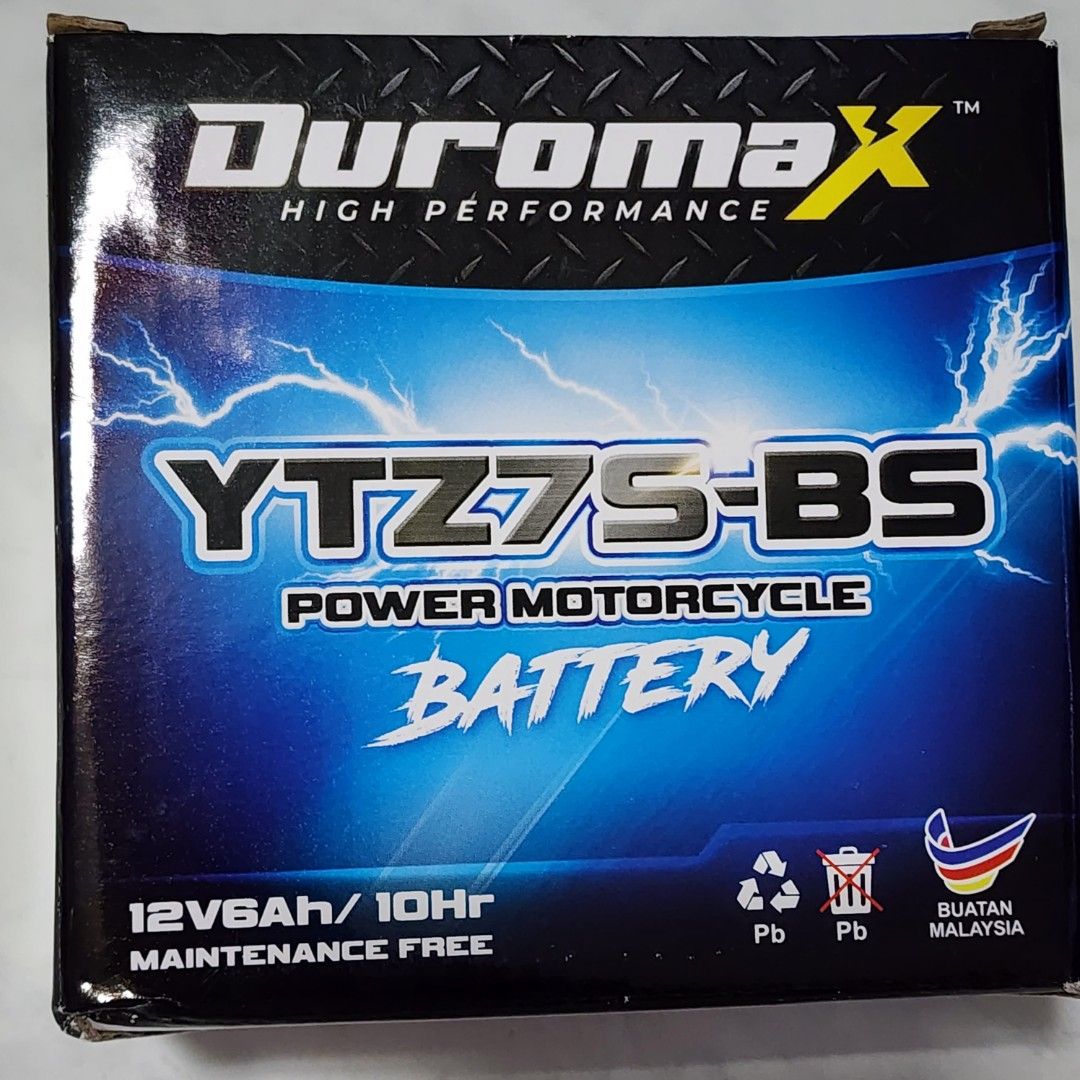 Duromax™
HIGH PERFORMANCE
YTZ7S-BS
POWER MOTORCYCLE
BATTERY
12V6Ah/ 10Hr
MAINTENANCE FREE
Pb
Pb
BUATAN
MALAYSIA